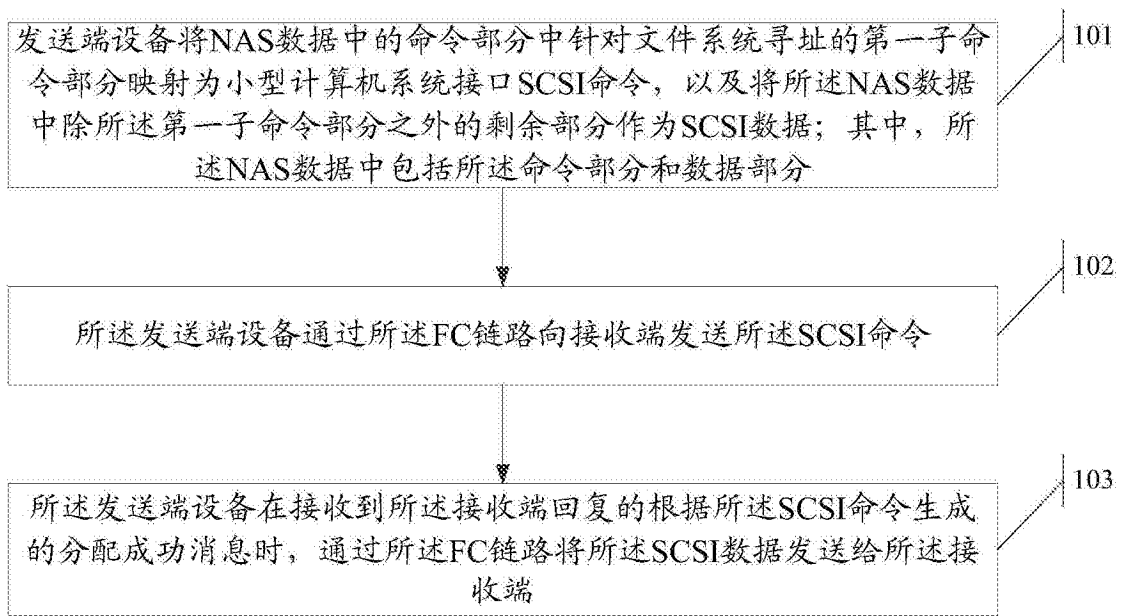 发送端设备将NAS数据中的命令部分中针对文件系统寻址的第一子命
令部分映射为小型计算机系统接口SCSI命令，以及将所述NAS数据
中除所述第一子命令部分之外的剩余部分作为SCSI数据；其中，所
述NAS数据中包括所述命令部分和数据部分
101
所述发送端设备通过所述FC链路向接收端发送所述SCSI命令
102
所述发送端设备在接收到所述接收端回复的根据所述SCSI命令生成
的分配成功消息时，通过所述FC链路将所述SCSI数据发送给所述接
收端
103